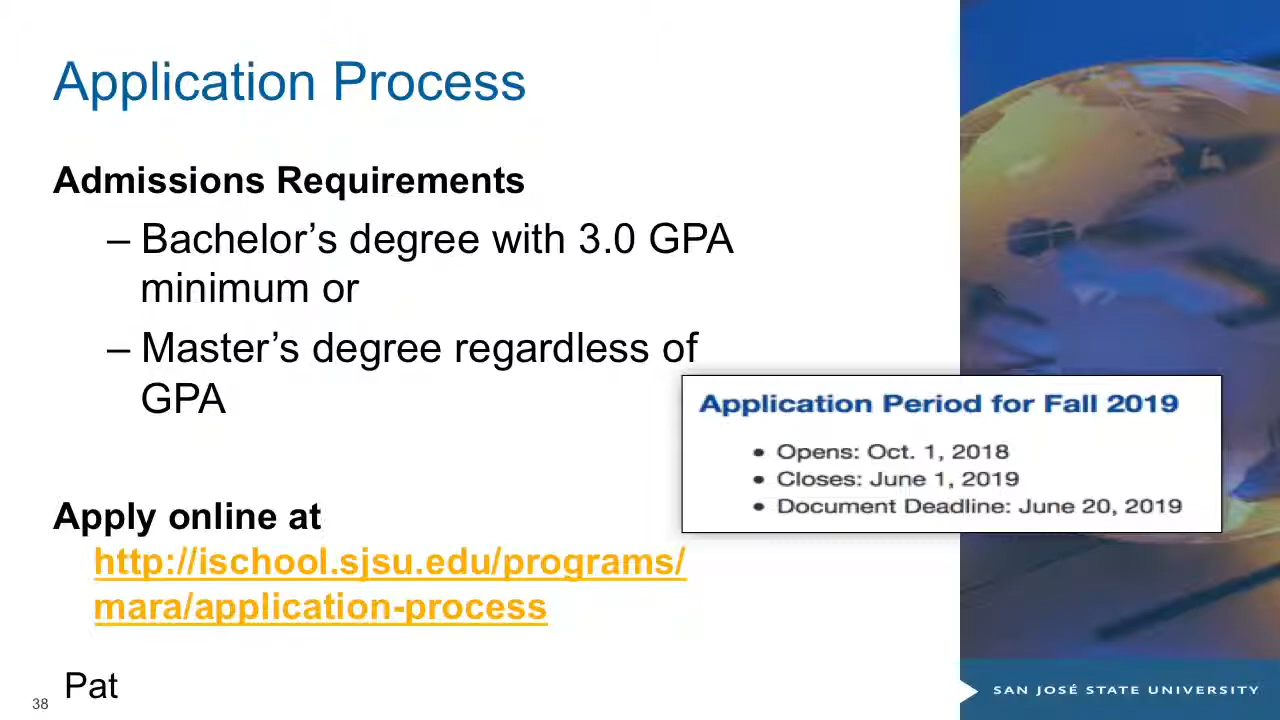 Application Process
Admissions Requirements
– Bachelor’s degree with 3.0 GPA
minimum or
– Master’s degree regardless of
GPA
Application Period for Fall 2019
• Opens: Oct. 1, 2018
• Closes: June 1, 2019
• Document Deadline: June 20, 2019
Apply online at
http://ischool.sjsu.edu/programs/
mara/application-process
Pat
38
SAN JOSÉ STATE UNIVERSITY